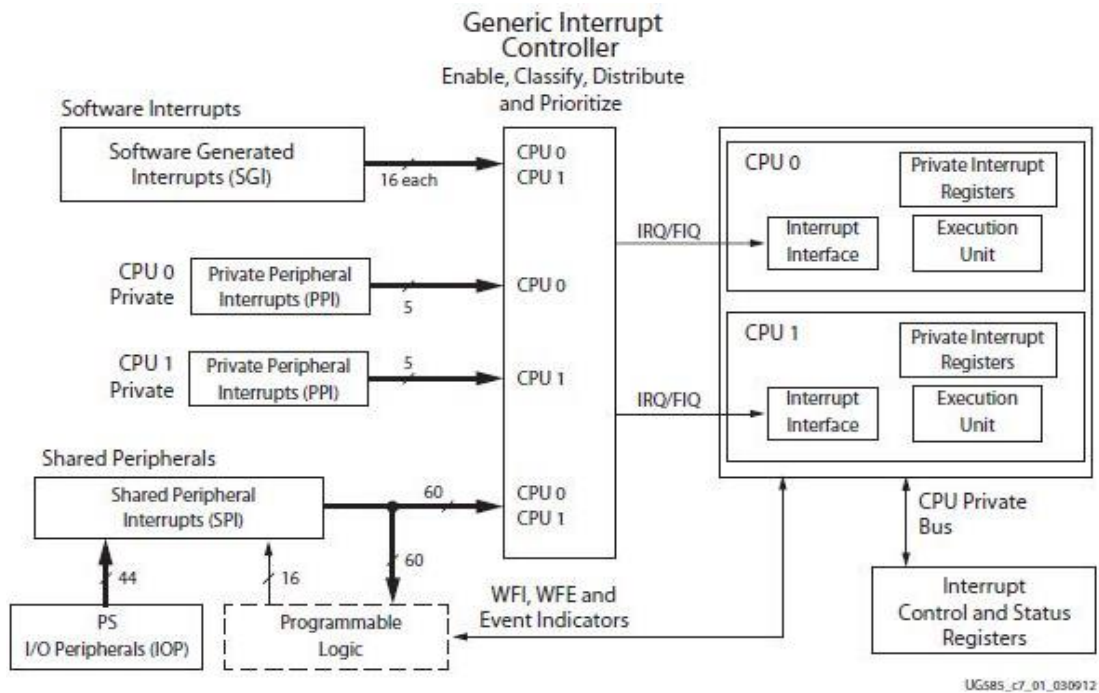 Generic Interrupt
Controller
Enable, Classify, Distribute
and Prioritize
Software Interrupts
Software Generated
Interrupts (SGI)
16 each
CPU 0
CPU 1
CPU 0
Private
Private Peripheral
Interrupts (PPI)
5
CPU 0
CPU 1
Private
Private Peripheral
Interrupts (PPI)
5
CPU 1
Shared Peripherals
Shared Peripheral
Interrupts (SPI)
60
CPU 0
CPU 1
60
44
16
PS
I/O Peripherals (IOP)
Programmable
Logic
WFI, WFE and
Event Indicators
IRQ/FIQ
CPU 0
Private Interrupt
Registers
Interrupt
Interface
Execution
Unit
IRQ/FIQ
CPU 1
Private Interrupt
Registers
Interrupt
Interface
Execution
Unit
CPU Private
Bus
Interrupt
Control and Status
Registers
UG585_c7_01_030912